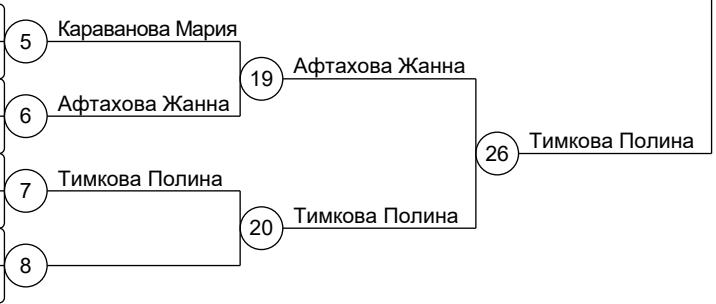 5 Караванова Мария
19 Афтахова Жанна
6 Афтахова Жанна
26 Тимкова Полина
7 Тимкова Полина
20 Тимкова Полина
8